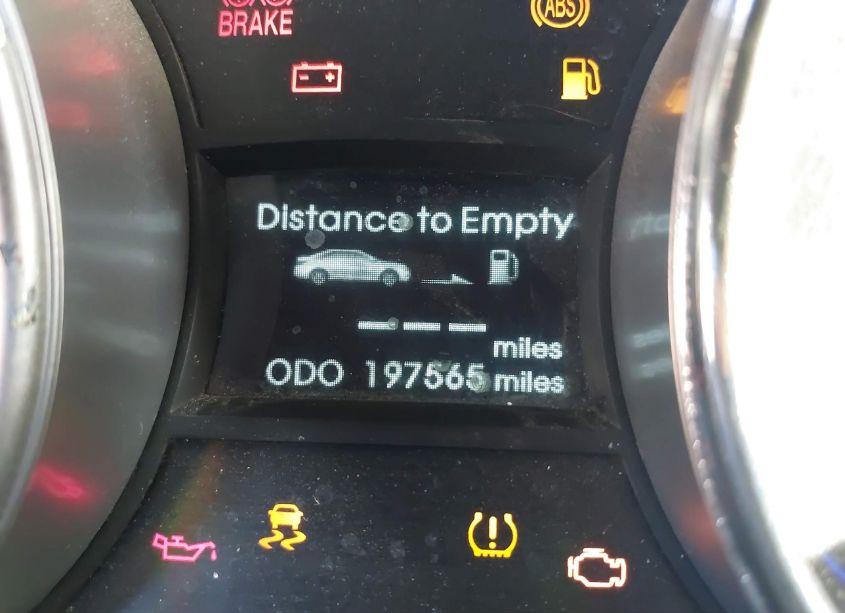 BRAKE
ABS
Distance to Empty
--- miles
ODO 197565 miles